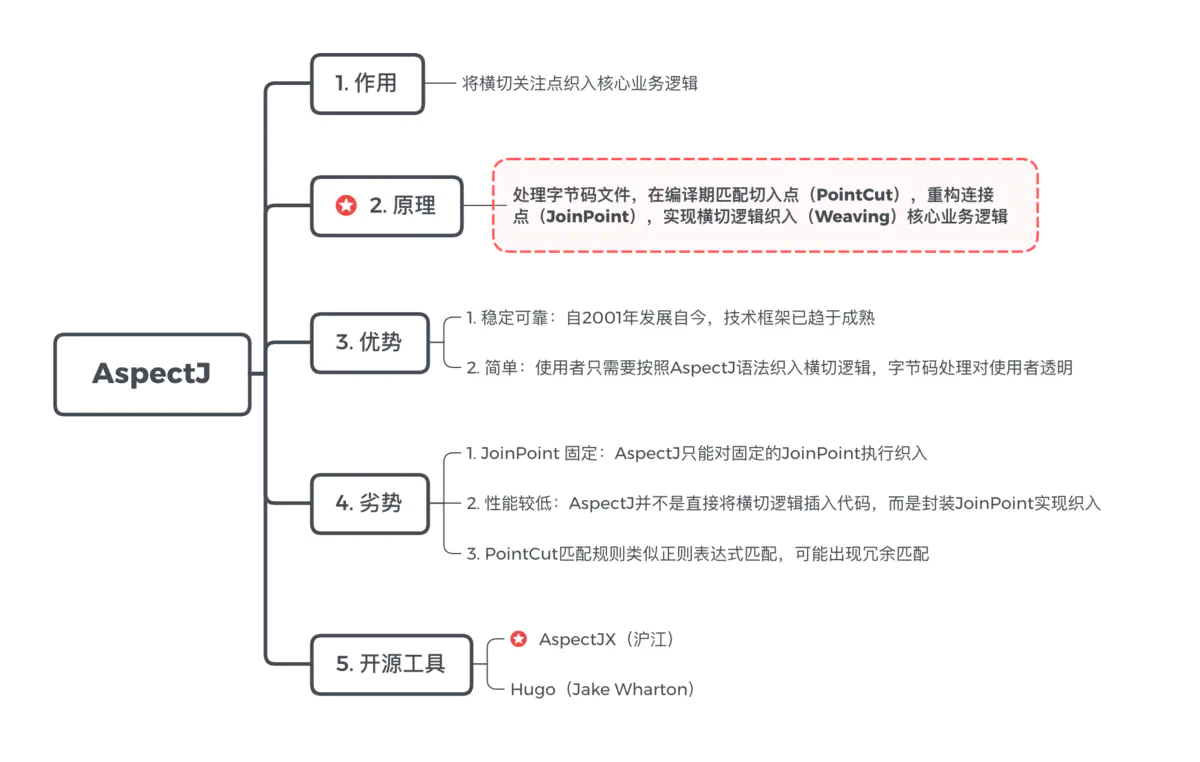 AspectJ
1. 作用
将横切关注点织入核心业务逻辑
2. 原理
处理字节码文件，在编译期匹配切入点（PointCut），重构连接
点（JoinPoint），实现横切逻辑织入（Weaving）核心业务逻辑
3. 优势
1. 稳定可靠：自2001年发展自今，技术框架已趋于成熟
2. 简单：使用者只需要按照AspectJ语法织入横切逻辑，字节码处理对使用者透明
4. 劣势
1. JoinPoint 固定：AspectJ只能对固定的JoinPoint执行织入
2. 性能较低：AspectJ并不是直接将横切逻辑插入代码，而是封装JoinPoint实现织入
3. PointCut匹配规则类似正则表达式匹配，可能出现冗余匹配
5. 开源工具
AspectJX（沪江）
Hugo（Jake Wharton）